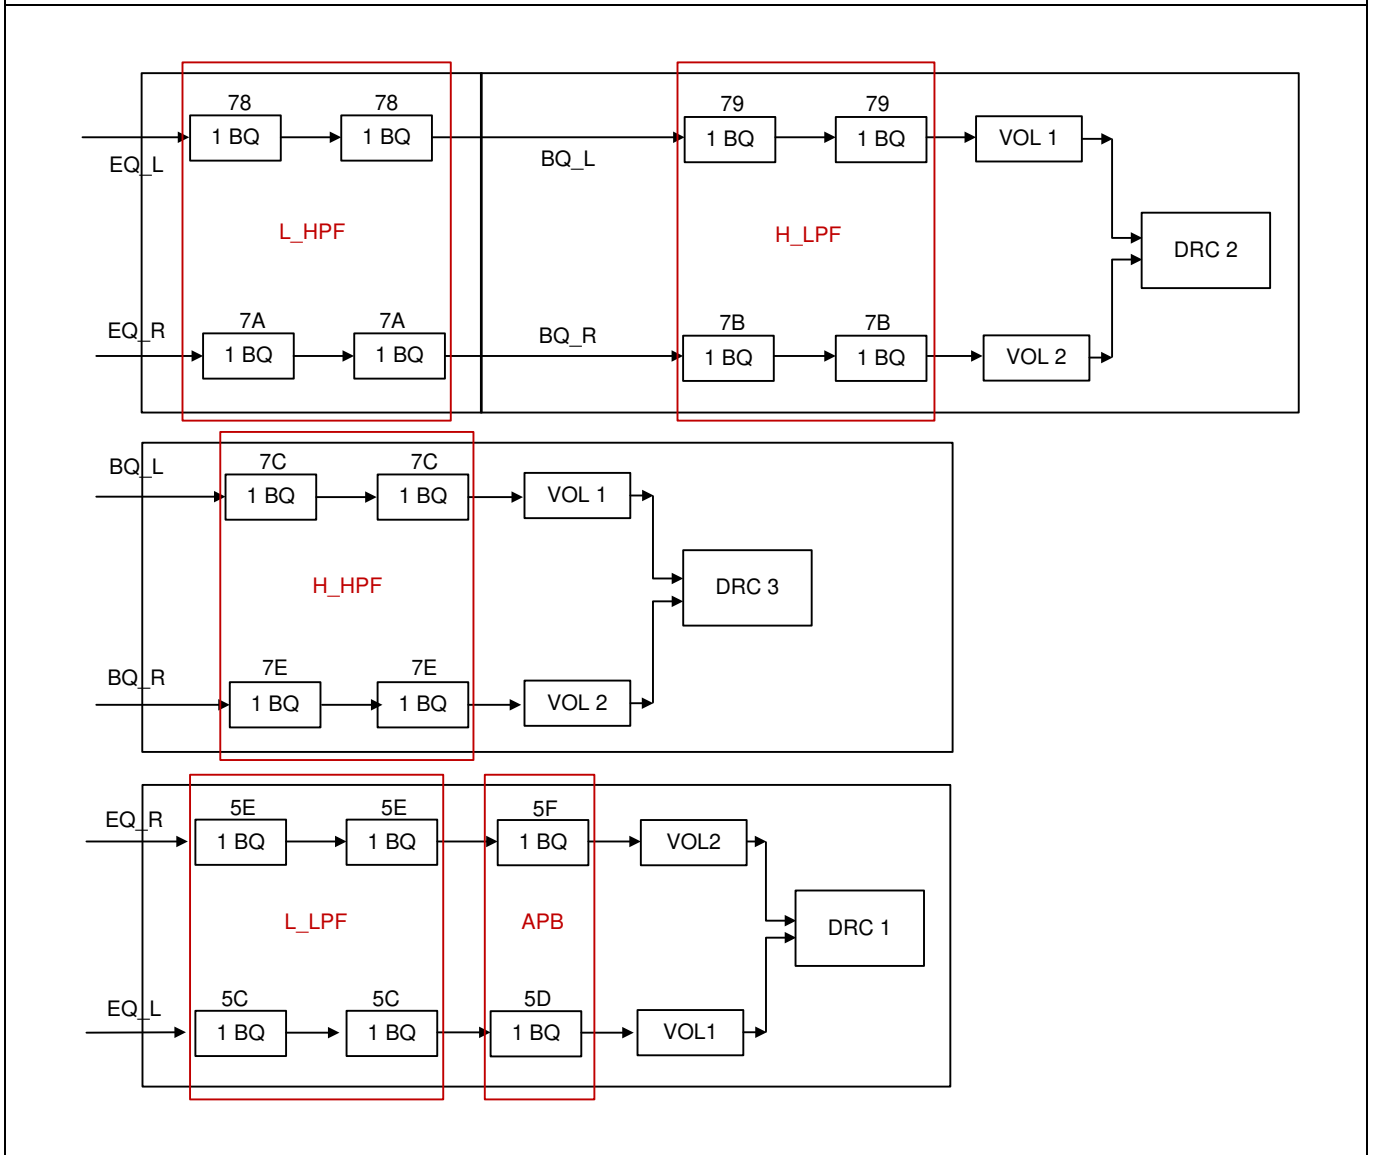 78 78 79 79
1 BQ 1 BQ 1 BQ 1 BQ VOL 1
EQ_L BQ_L
L_HPF H_LPF
DRC 2
EQ_R 7A 7A BQ_R 7B 7B
1 BQ 1 BQ 1 BQ 1 BQ VOL 2
BQ_L 7C 7C
1 BQ 1 BQ VOL 1
H_HPF DRC 3
BQ_R 7E 7E
1 BQ 1 BQ VOL 2
EQ_R 5E 5E 5F
1 BQ 1 BQ 1 BQ VOL2
L_LPF APB DRC 1
EQ_L 5C 5C 5D
1 BQ 1 BQ 1 BQ VOL1